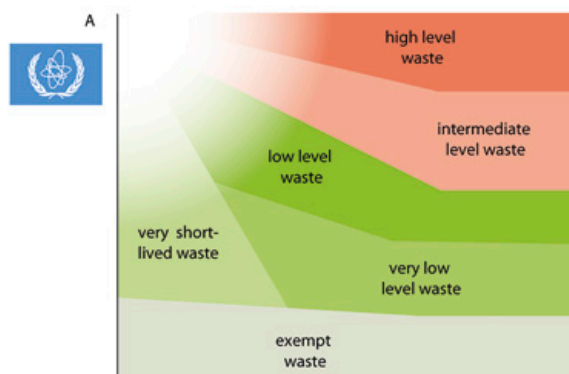 A
high level
waste
intermediate
level waste
low level
waste
very short-
lived waste
very low
level waste
exempt
waste